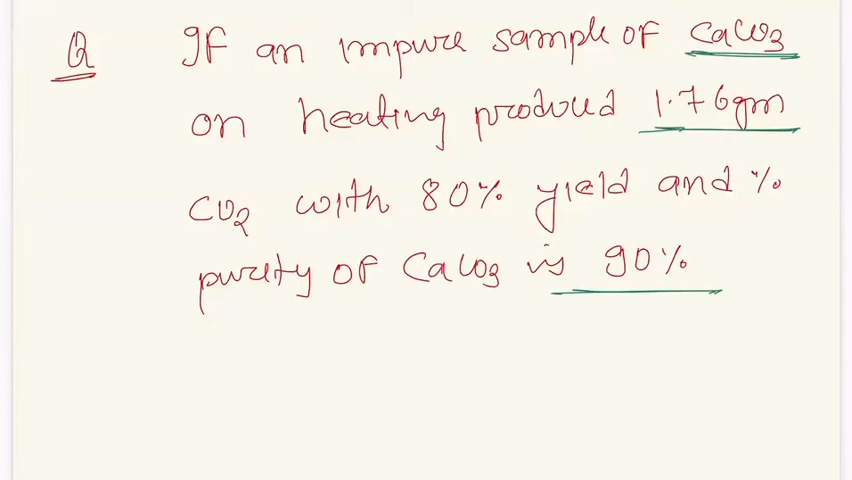 Q If an impure sample of CaCO3
on heating produced 1.76gm
CO2 with 80% yield and %
purity of CaCO3 is 90%